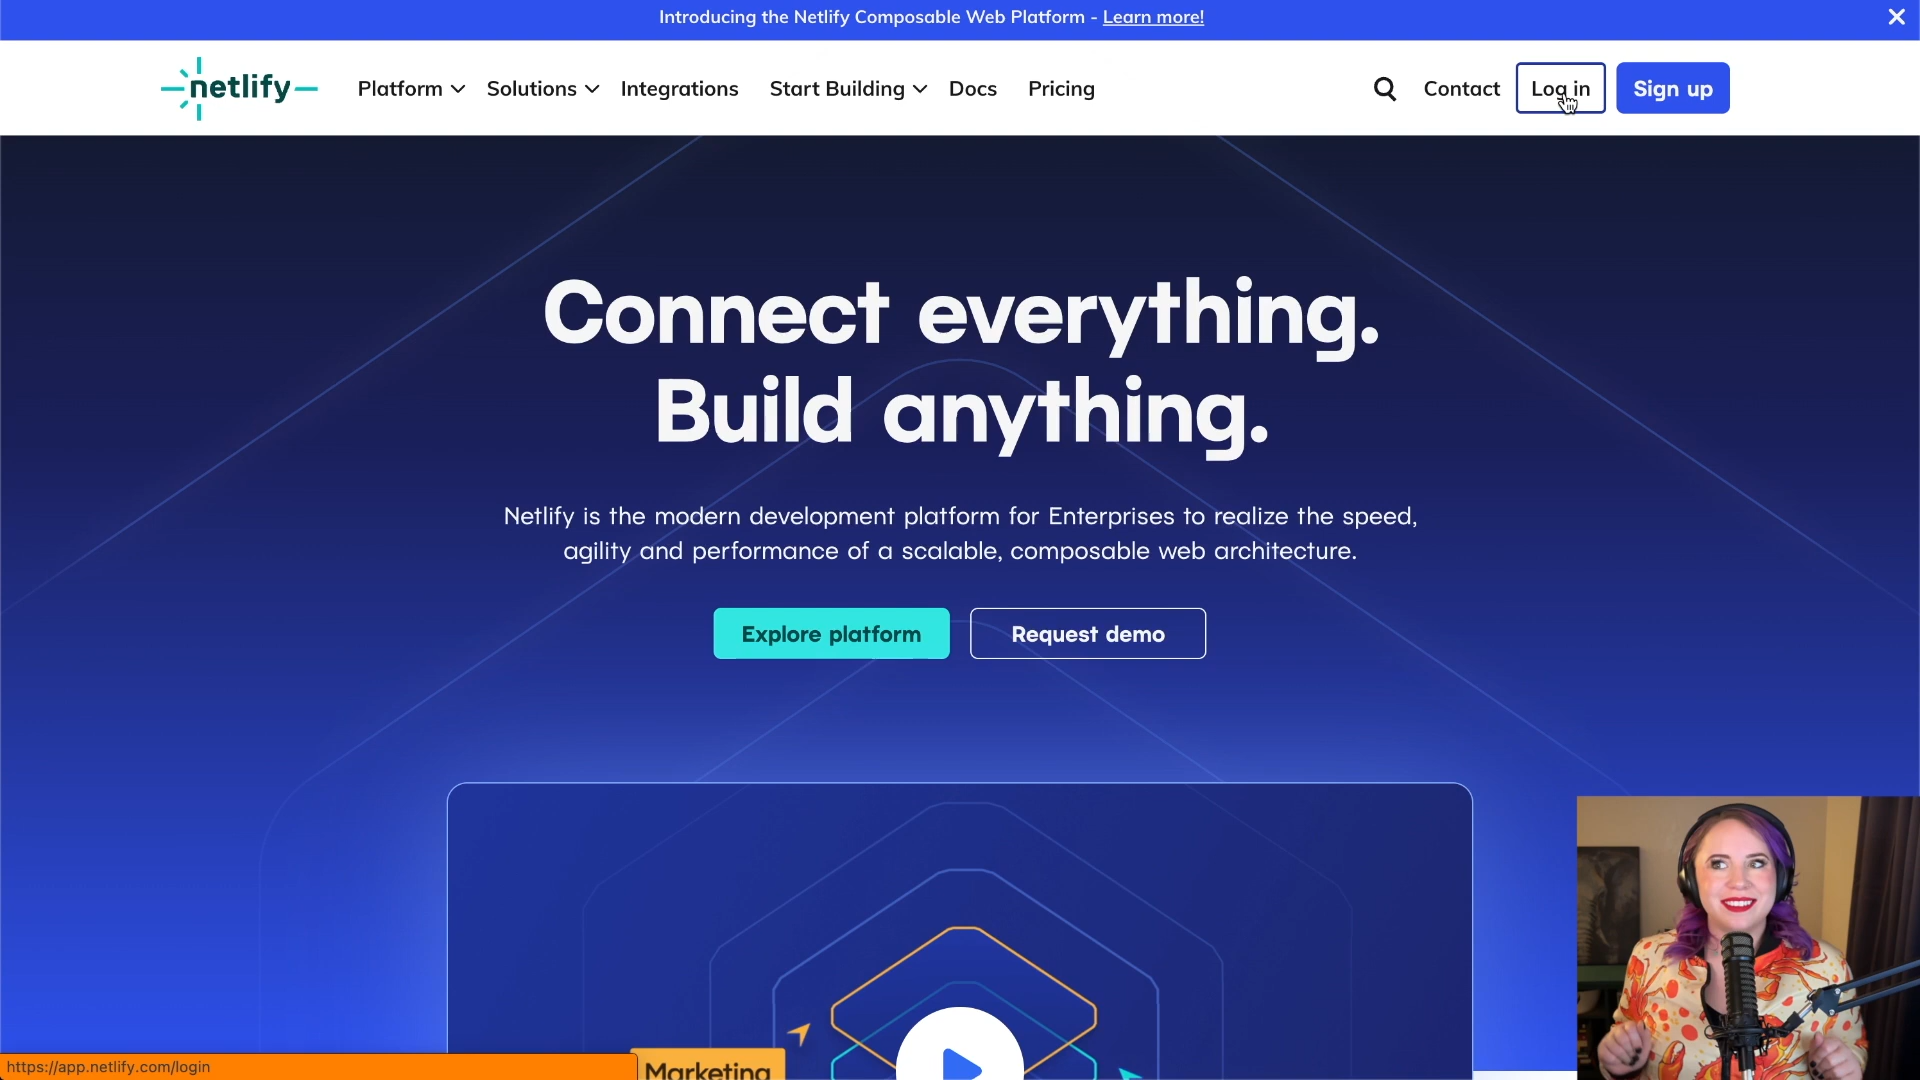 Introducing the Netlify Composable Web Platform - Learn more!
netlify
Platform
Solutions
Integrations
Start Building
Docs
Pricing
Contact
Log in
Sign up
Connect everything.
Build anything.
Netlify is the modern development platform for Enterprises to realize the speed,
agility and performance of a scalable, composable web architecture.
Explore platform
Request demo
Marketing
https://app.netlify.com/login